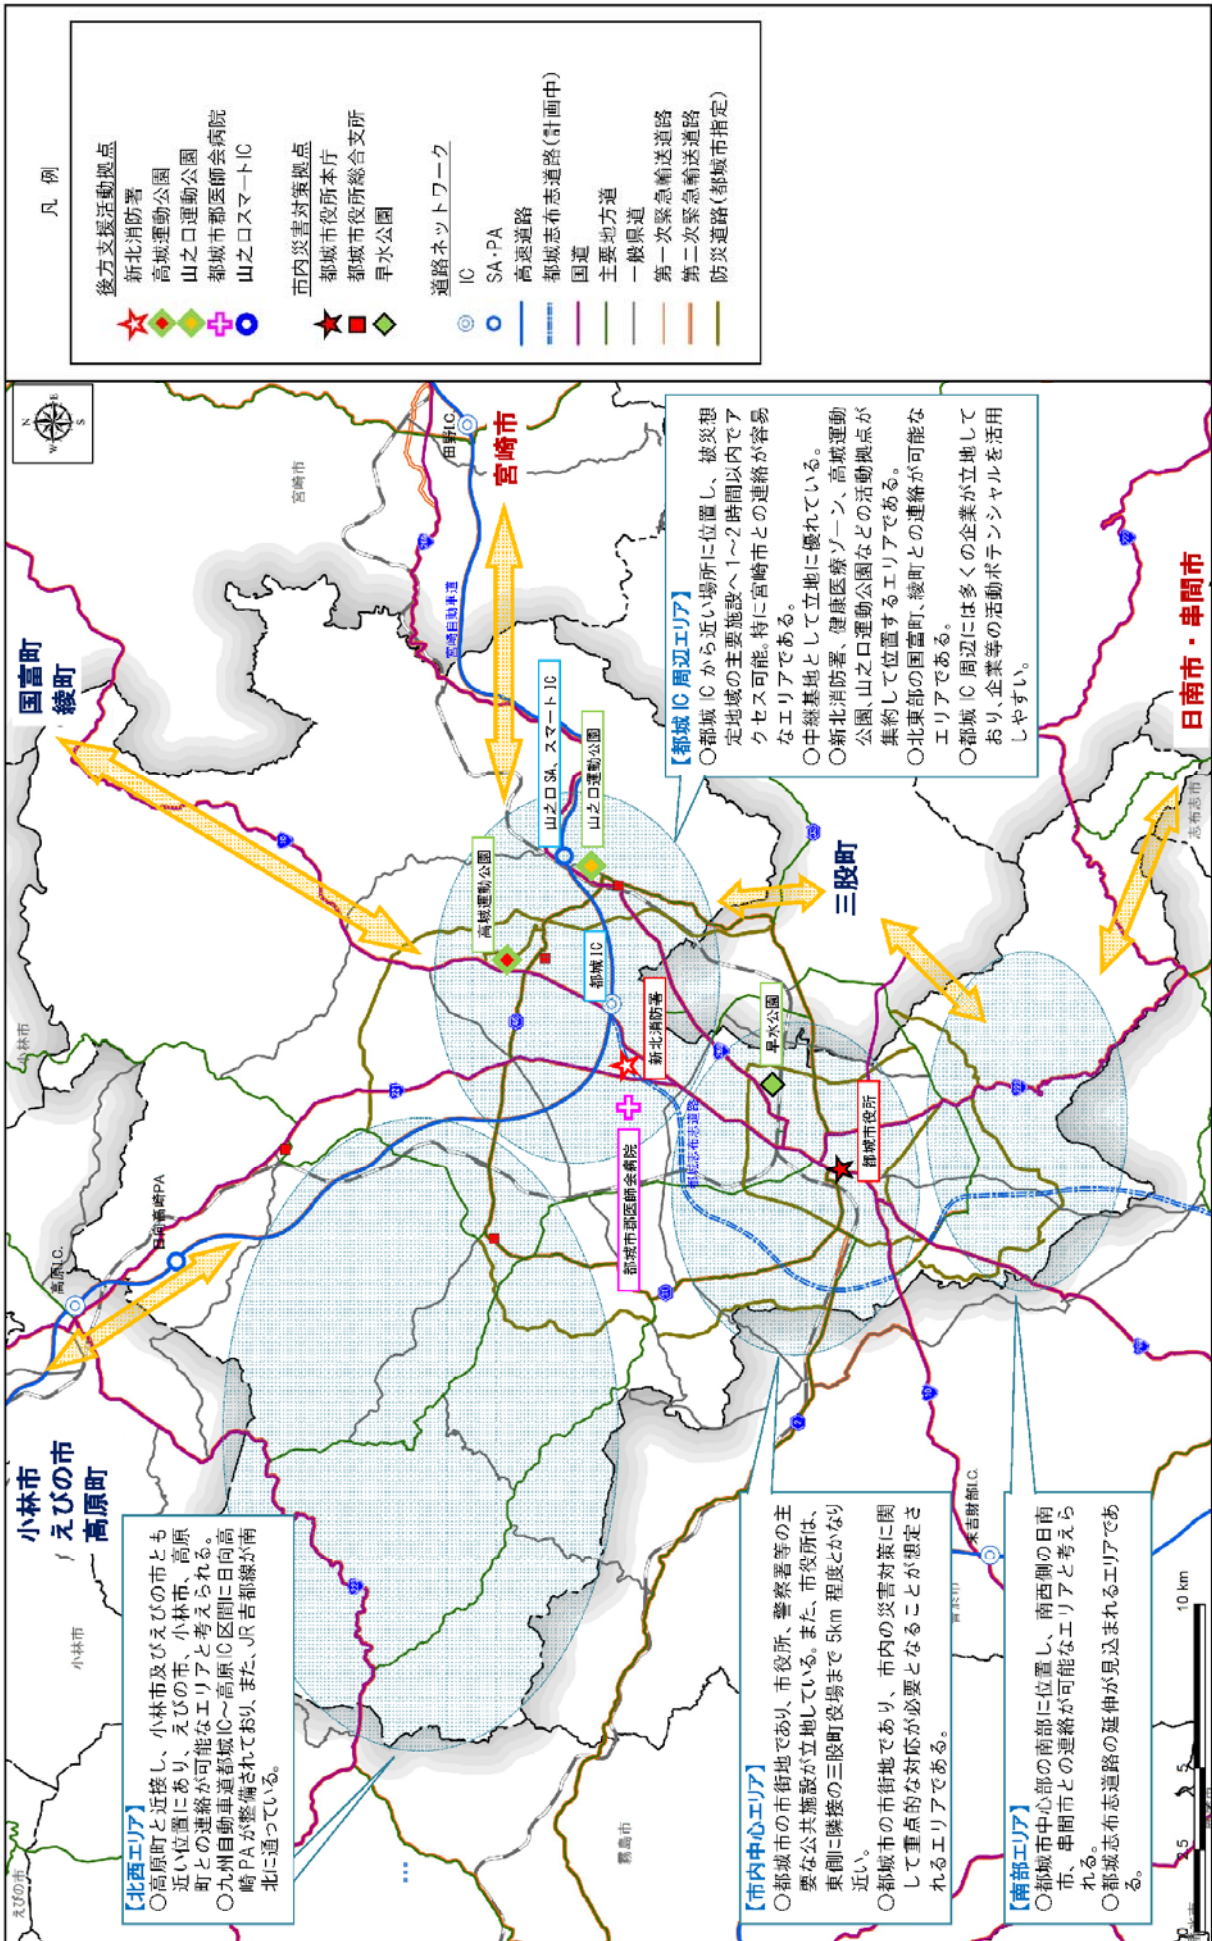 凡 例
後方支援活動拠点
新北消防署
高城運動公園
山之口運動公園
都城市郡医師会病院
山之口スマートIC
市内災害対策拠点
都城市役所本庁
都城市役所総合支所
早水公園
道路ネットワーク
IC
SA・PA
高速道路
都城志布志道路(計画中)
国道
主要地方道
一般県道
第一次緊急輸送道路
第二次緊急輸送道路
防災道路(都城市指定)
小林市
えびの市
高原町
国富町
綾町
宮崎市
三股町
日南市・串間市
【北西エリア】
○高原町と近接し、小林市及びえびの市とも
近い位置にあり、えびの市、小林市、高原
町との連絡が可能なエリアと考えられる。
○九州自動車道都城IC～高原IC区間に日向高
崎PAが整備されており、また、JR吉都線が南
北に通っている。
【都城IC周辺エリア】
○都城ICから近い場所に位置し、被災想
定地域の主要施設へ1～2時間以内でア
クセス可能。特に宮崎市との連絡が容易
なエリアである。
○中継基地として立地に優れている。
○新北消防署、健康医療ゾーン、高城運動
公園、山之口運動公園などの活動拠点が
集約して位置するエリアである。
○北東部の国富町、綾町との連絡が可能な
エリアである。
○都城IC周辺には多くの企業が立地して
おり、企業等の活動ポテンシャルを活用
しやすい。
【市内中心エリア】
○都城市の市街地であり、市役所、警察署等の主
要な公共施設が立地している。また、市役所は、
東側に隣接の三股町役場まで5km程度とかなり
近い。
○都城市の市街地であり、市内の災害対策に関
して重点的な対応が必要となることが想定さ
れるエリアである。
【南部エリア】
○都城市中心部の南部に位置し、南西側の日南
市、串間市との連絡が可能なエリアと考えら
れる。
○都城志布志道路の延伸が見込まれるエリアであ
る。
高原I.C.
日向高崎PA
小林市
宮崎市
田野I.C.
宮崎自動車道
山之口SA、スマートIC
山之口運動公園
高城運動公園
都城IC
新北消防署
都城市郡医師会病院
都城志布志道路
早水公園
都城市役所
志布志市
末吉財部I.C.
小林市
えびの市
霧島市
N
W
E
S
10
10
221
223
222
2.5
5
10 km